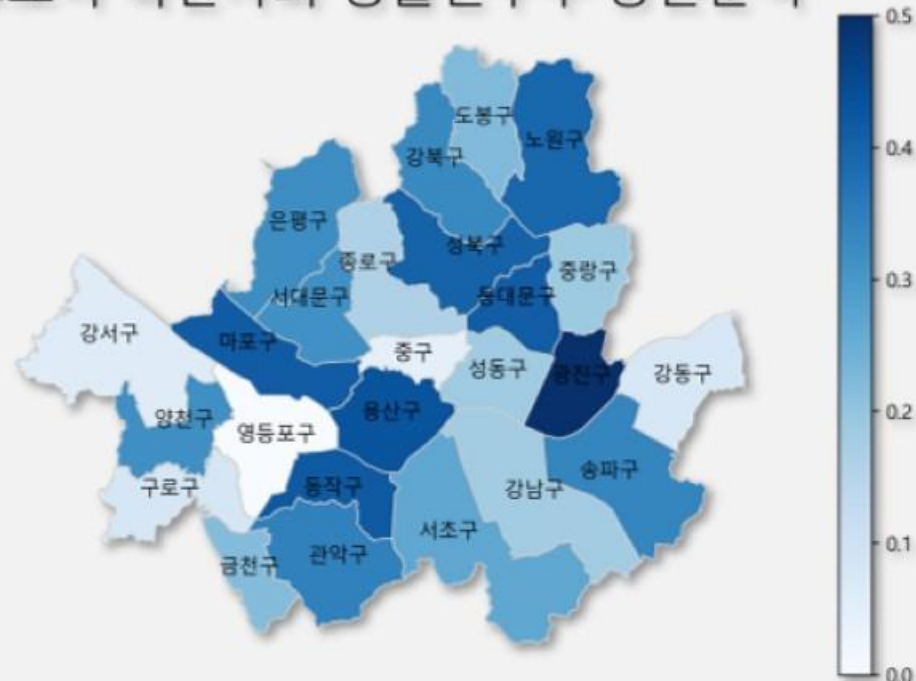 도봉구
노원구
강북구
은평구
성북구
종로구
중랑구
서대문구
동대문구
강서구
마포구
중구
성동구
광진구
강동구
양천구
용산구
영등포구
송파구
구로구
동작구
강남구
서초구
관악구
금천구
0.5
0.4
0.3
0.2
0.1
0.0